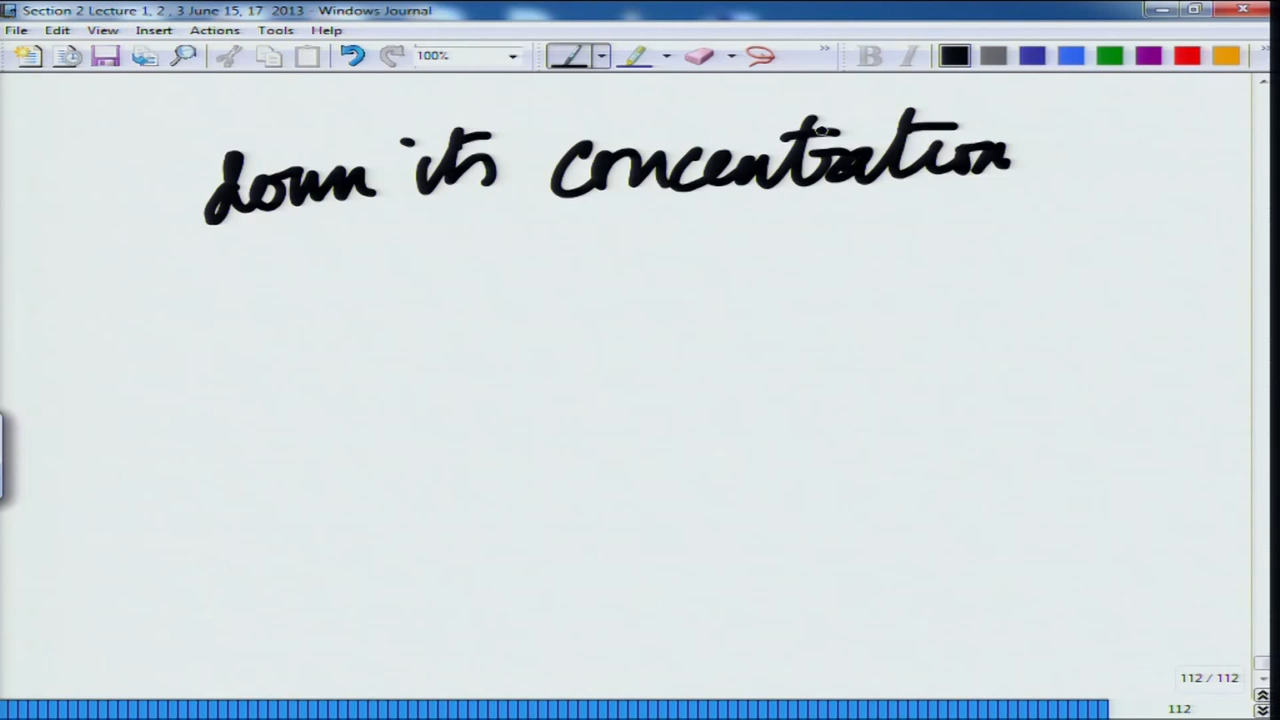 Section 2 Lecture 1, 2 , 3 June 15, 17 2013 - Windows Journal
File Edit View Insert Actions Tools Help
100% B I
down its concentration
112 / 112
112